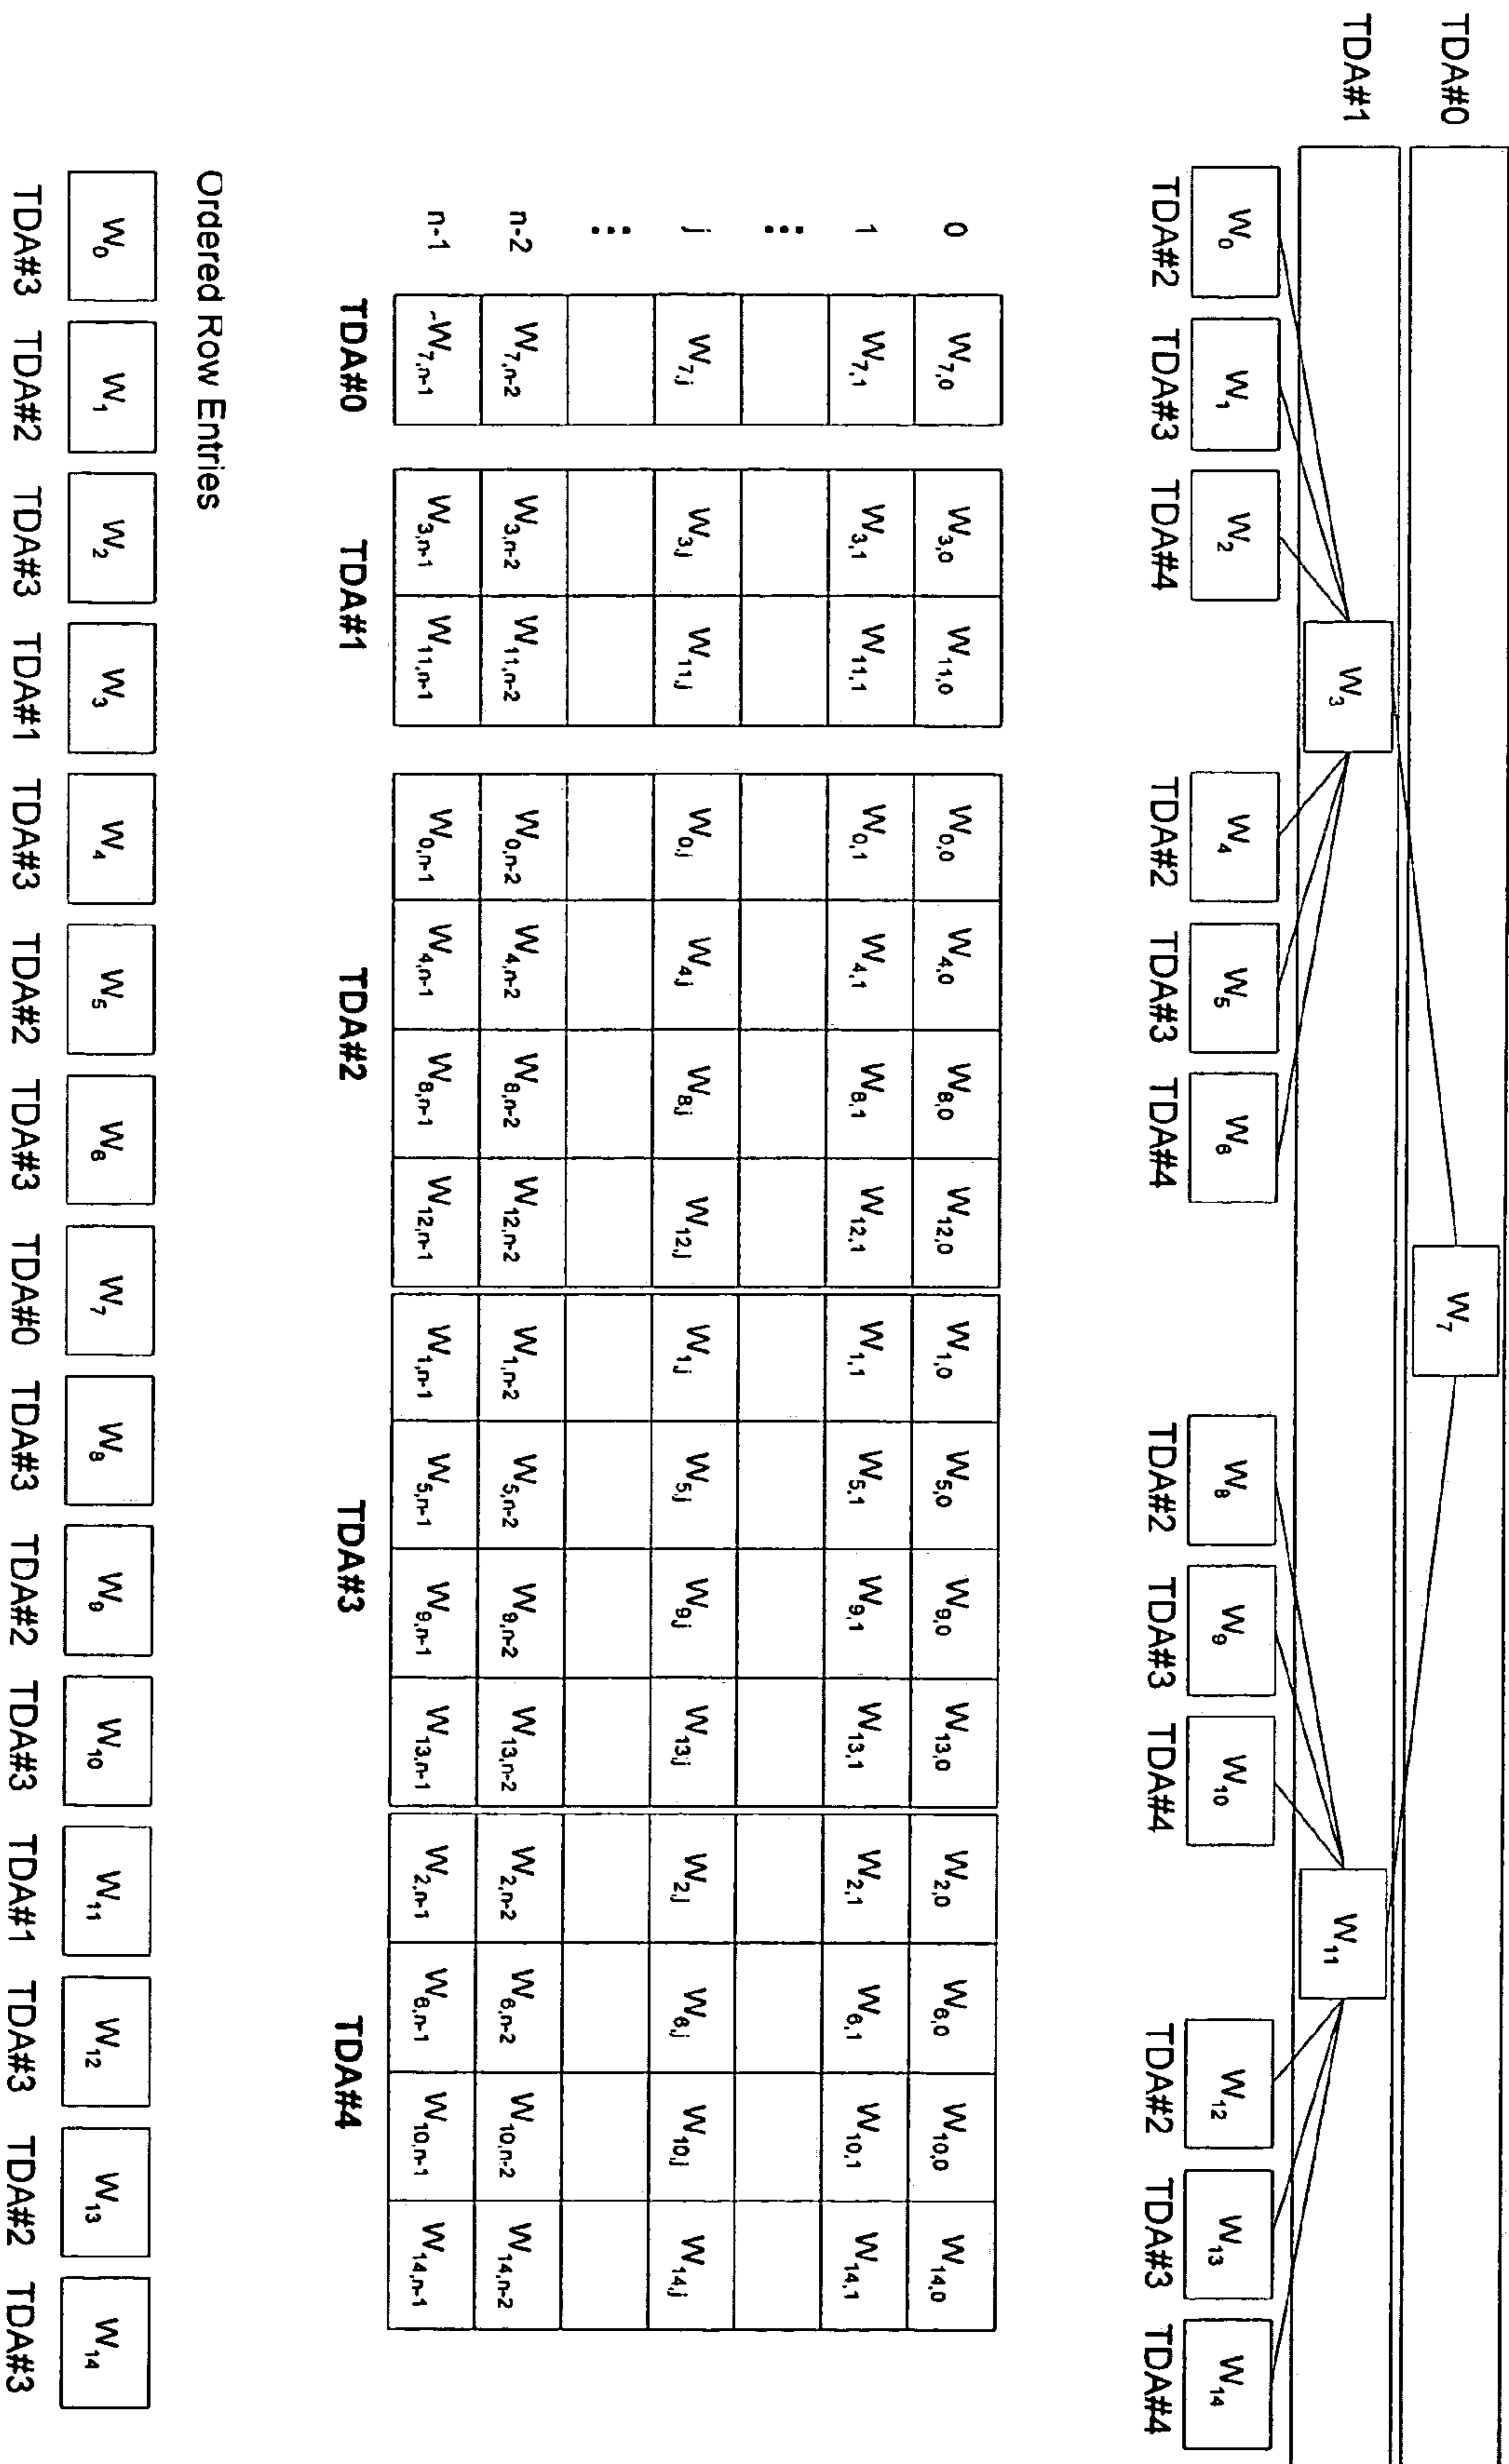 TDA#0
W7
TDA#1
W3 W11
W0 W1 W2 W4 W5 W6 W8 W9 W10 W12 W13 W14
TDA#2 TDA#3 TDA#4 TDA#2 TDA#3 TDA#4 TDA#2 TDA#3 TDA#4 TDA#2 TDA#3 TDA#4
0 W7,0 W3,0 W11,0 W0,0 W4,0 W8,0 W12,0 W1,0 W5,0 W9,0 W13,0 W2,0 W6,0 W10,0 W14,0
1 W7,1 W3,1 W11,1 W0,1 W4,1 W8,1 W12,1 W1,1 W5,1 W9,1 W13,1 W2,1 W6,1 W10,1 W14,1
⋮
j W7,j W3,j W11,j W0,j W4,j W8,j W12,j W1,j W5,j W9,j W13,j W2,j W6,j W10,j W14,j
⋮
n-2 W7,n-2 W3,n-2 W11,n-2 W0,n-2 W4,n-2 W8,n-2 W12,n-2 W1,n-2 W5,n-2 W9,n-2 W13,n-2 W2,n-2 W6,n-2 W10,n-2 W14,n-2
n-1 -W7,n-1 W3,n-1 W11,n-1 W0,n-1 W4,n-1 W8,n-1 W12,n-1 W1,n-1 W5,n-1 W9,n-1 W13,n-1 W2,n-1 W6,n-1 W10,n-1 W14,n-1
TDA#0 TDA#1 TDA#2 TDA#3 TDA#4
Ordered Row Entries
W0 W1 W2 W3 W4 W5 W6 W7 W8 W9 W10 W11 W12 W13 W14
TDA#3 TDA#2 TDA#3 TDA#1 TDA#3 TDA#2 TDA#3 TDA#0 TDA#3 TDA#2 TDA#3 TDA#1 TDA#3 TDA#2 TDA#3